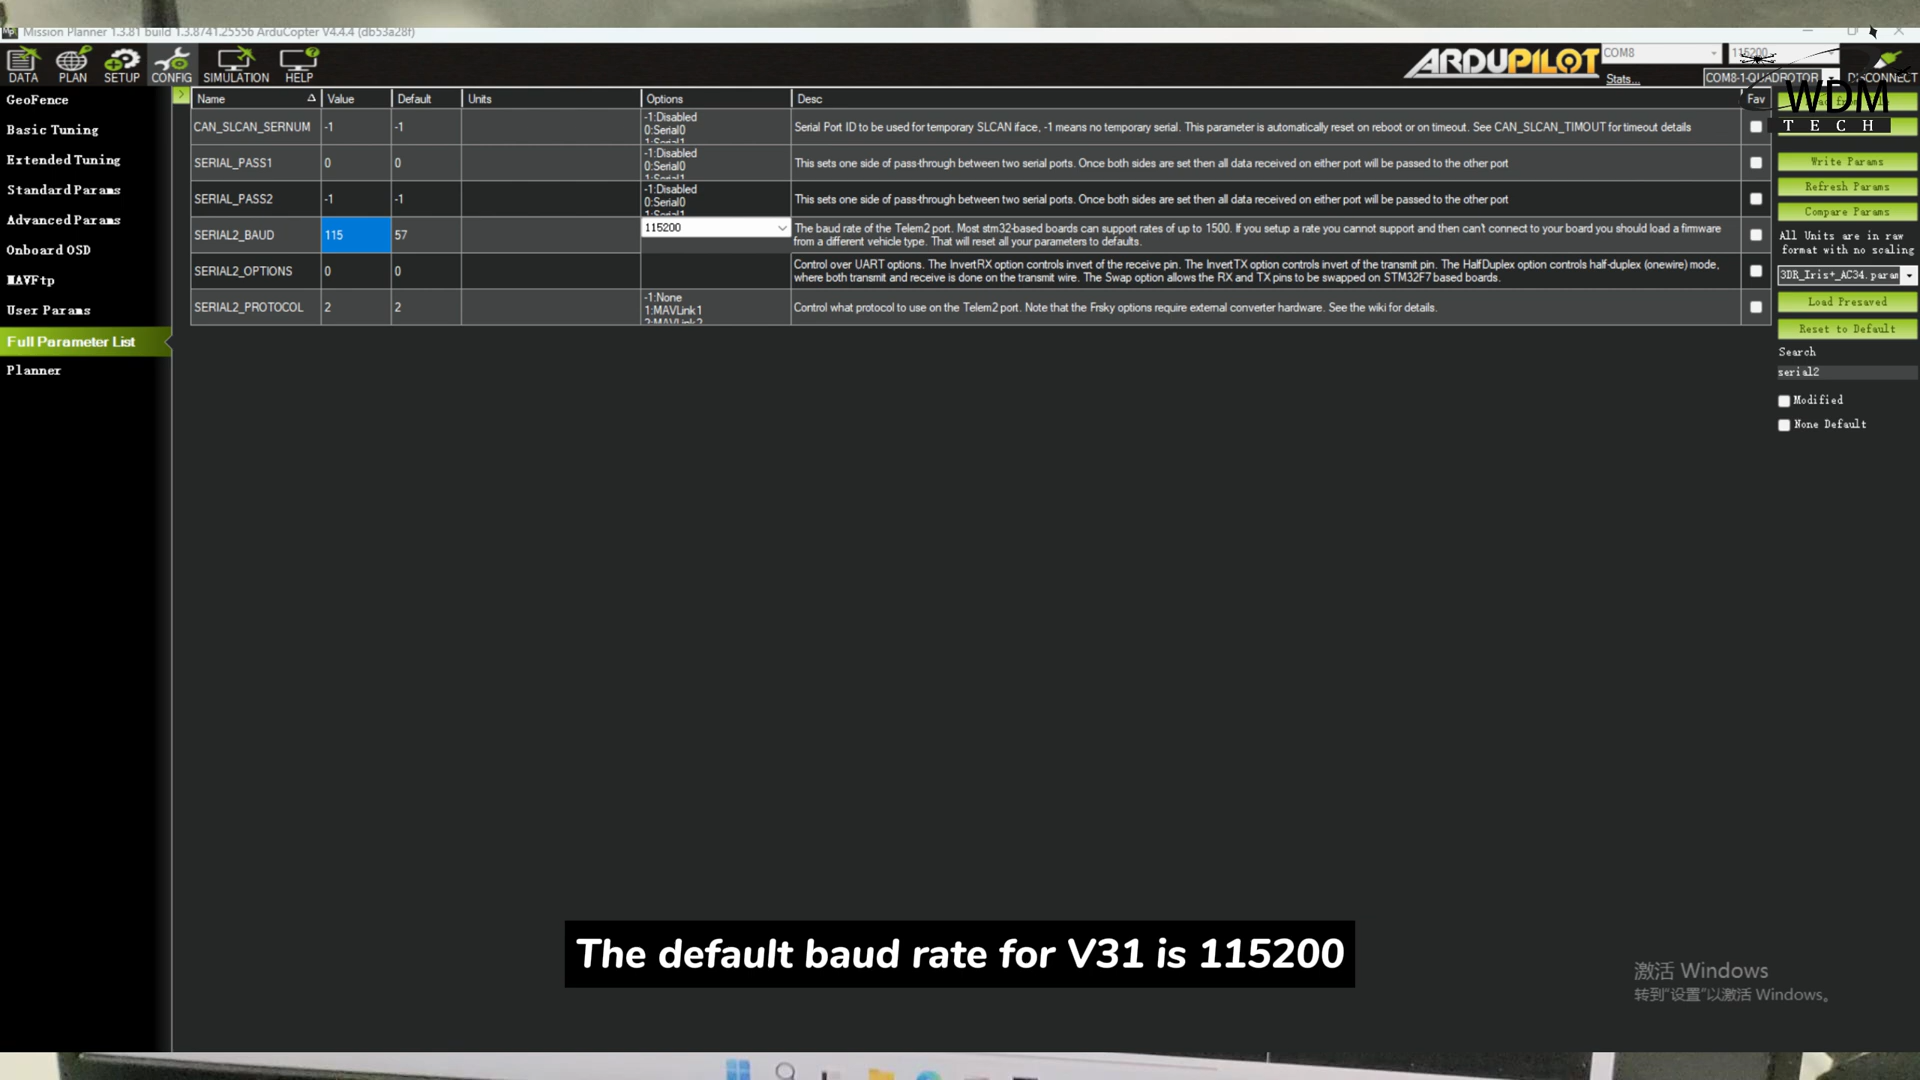 Mission Planner 1.3.81 build 1.3.8741.25556 ArduCopter V4.4.4 (db53a28f)
DATA PLAN SETUP CONFIG SIMULATION HELP
ARDUPILOT
COM8
115200
Stats...
COM8-1-QUADROTOR
DISCONNECT
WDM
TECH
GeoFence
Basic Tuning
Extended Tuning
Standard Params
Advanced Params
Onboard OSD
MAVFtp
User Params
Full Parameter List
Planner
Name Value Default Units Options Desc Fav
CAN_SLCAN_SERNUM -1 -1
-1:Disabled
0:Serial0
1:Serial1
Serial Port ID to be used for temporary SLCAN iface, -1 means no temporary serial. This parameter is automatically reset on reboot or on timeout. See CAN_SLCAN_TIMOUT for timeout details
SERIAL_PASS1 0 0
-1:Disabled
0:Serial0
1:Serial1
This sets one side of pass-through between two serial ports. Once both sides are set then all data received on either port will be passed to the other port
SERIAL_PASS2 -1 -1
-1:Disabled
0:Serial0
1:Serial1
This sets one side of pass-through between two serial ports. Once both sides are set then all data received on either port will be passed to the other port
SERIAL2_BAUD 115 57
115200
The baud rate of the Telem2 port. Most stm32-based boards can support rates of up to 1500. If you setup a rate you cannot support and then can't connect to your board you should load a firmware
from a different vehicle type. That will reset all your parameters to defaults.
SERIAL2_OPTIONS 0 0
Control over UART options. The InvertRX option controls invert of the receive pin. The InvertTX option controls invert of the transmit pin. The HalfDuplex option controls half-duplex (onewire) mode,
where both transmit and receive is done on the transmit wire. The Swap option allows the RX and TX pins to be swapped on STM32F7 based boards.
SERIAL2_PROTOCOL 2 2
-1:None
1:MAVLink1
2:MAVLink2
Control what protocol to use on the Telem2 port. Note that the Frsky options require external converter hardware. See the wiki for details.
Write Params
Refresh Params
Compare Params
All Units are in raw
format with no scaling
3DR_Iris+_AC34.param
Load Presaved
Reset to Default
Search
serial2
Modified
None Default
The default baud rate for V31 is 115200
激活 Windows
转到"设置"以激活 Windows。